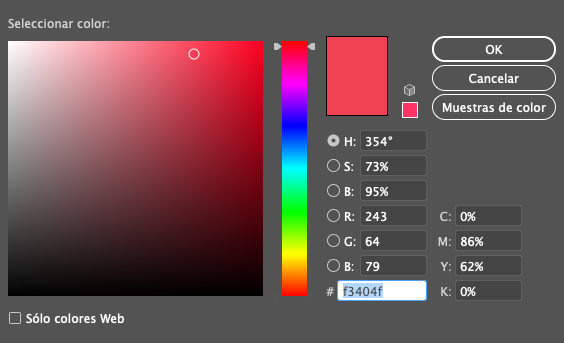 Seleccionar color:
OK
Cancelar
Muestras de color
H: 354°
S: 73%
B: 95%
R: 243 C: 0%
G: 64 M: 86%
B: 79 Y: 62%
# f3404f K: 0%
Sólo colores Web